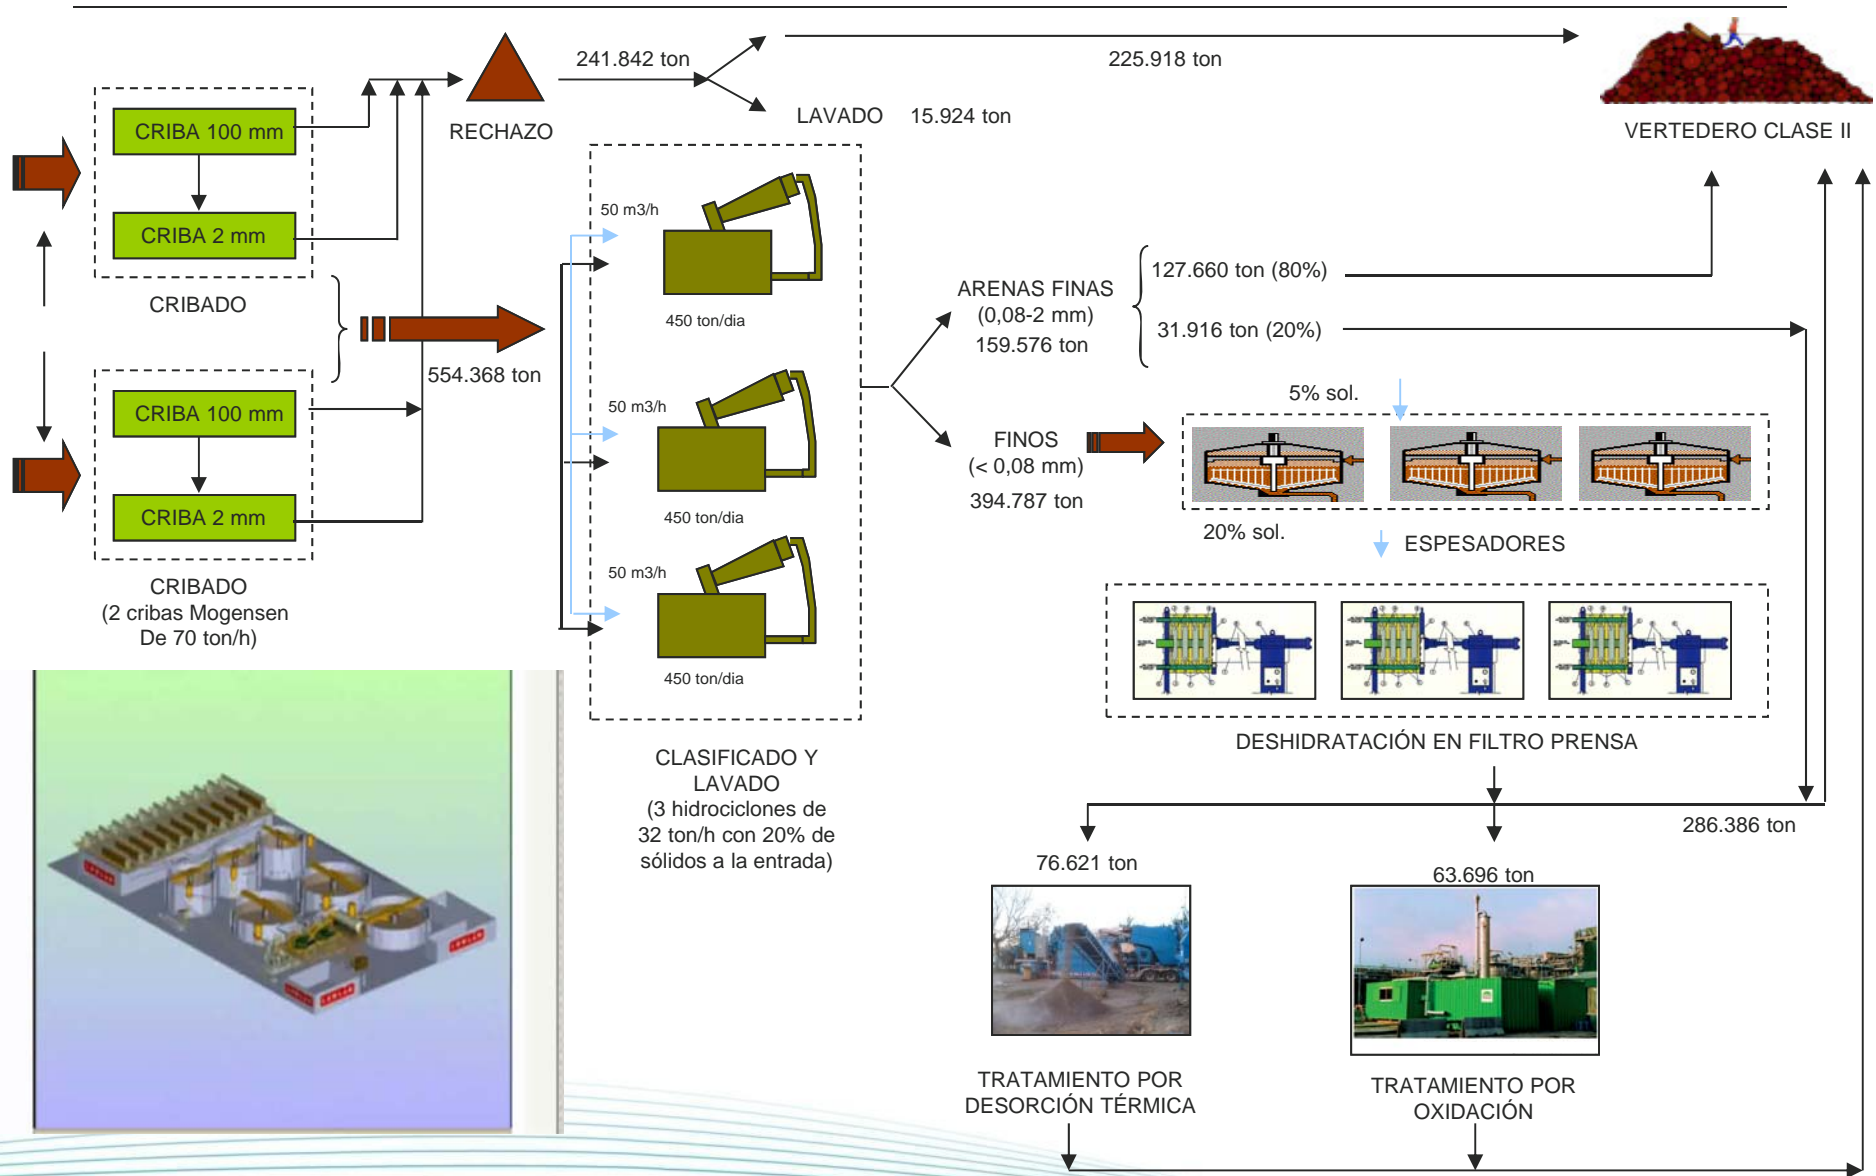 241.842 ton
225.918 ton
CRIBA 100 mm
RECHAZO
LAVADO 15.924 ton
VERTEDERO CLASE II
50 m3/h
CRIBA 2 mm
CRIBADO
450 ton/dia
554.368 ton
ARENAS FINAS
(0,08-2 mm)
159.576 ton
127.660 ton (80%)
31.916 ton (20%)
CRIBA 100 mm
50 m3/h
5% sol.
FINOS
(< 0,08 mm)
394.787 ton
CRIBA 2 mm
450 ton/dia
20% sol.
ESPESADORES
CRIBADO
(2 cribas Mogensen
De 70 ton/h)
50 m3/h
450 ton/dia
CLASIFICADO Y
LAVADO
(3 hidrociclones de
32 ton/h con 20% de
sólidos a la entrada)
DESHIDRATACIÓN EN FILTRO PRENSA
286.386 ton
76.621 ton
63.696 ton
TRATAMIENTO POR
DESORCIÓN TÉRMICA
TRATAMIENTO POR
OXIDACIÓN